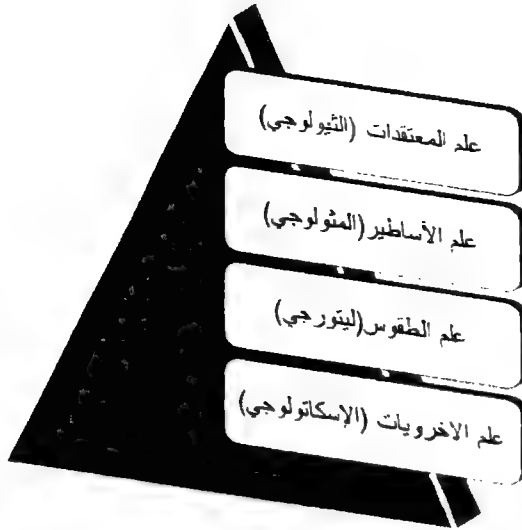 علم المعتقدات (الثيولوجي)
علم الأساطير (المثولوجي)
علم الطقوس (ليتورجي)
علم الاخرويات (الإسكاتولوجي)